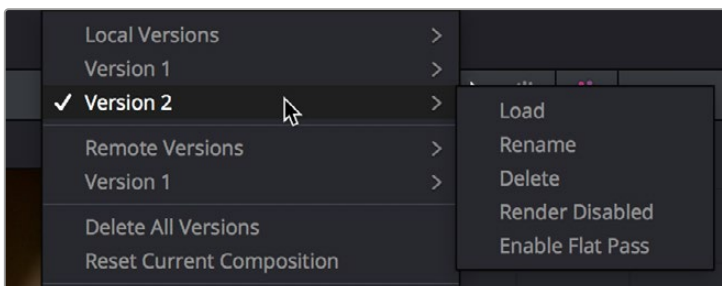 Local Versions
Version 1
Version 2
Remote Versions
Version 1
Delete All Versions
Reset Current Composition
Load
Rename
Delete
Render Disabled
Enable Flat Pass